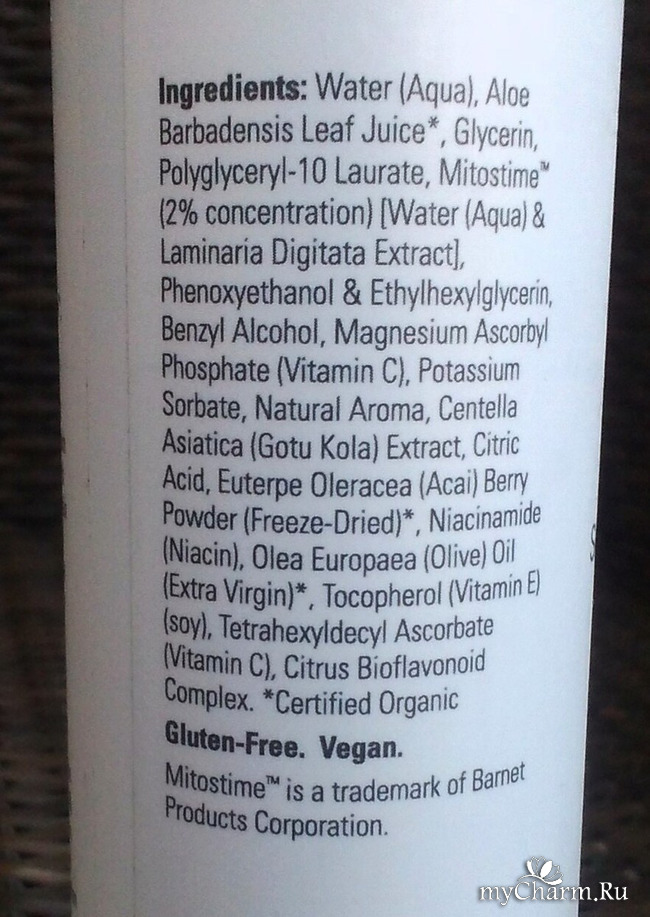 Ingredients: Water (Aqua), Aloe
Barbadensis Leaf Juice*, Glycerin,
Polyglyceryl-10 Laurate, Mitostime™
(2% concentration) [Water (Aqua) &
Laminaria Digitata Extract],
Phenoxyethanol & Ethylhexylglycerin,
Benzyl Alcohol, Magnesium Ascorbyl
Phosphate (Vitamin C), Potassium
Sorbate, Natural Aroma, Centella
Asiatica (Gotu Kola) Extract, Citric
Acid, Euterpe Oleracea (Acai) Berry
Powder (Freeze-Dried)*, Niacinamide
(Niacin), Olea Europaea (Olive) Oil
(Extra Virgin)*, Tocopherol (Vitamin E)
(soy), Tetrahexyldecyl Ascorbate
(Vitamin C), Citrus Bioflavonoid
Complex. *Certified Organic
Gluten-Free. Vegan.
Mitostime™ is a trademark of Barnet
Products Corporation.
myCharm.Ru